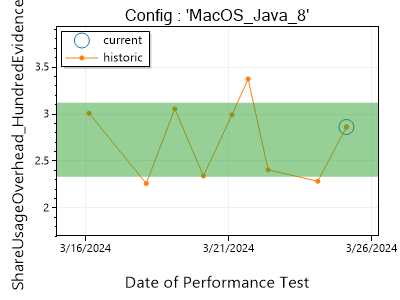 Config : 'MacOS_Java_8'
current
historic
ShareUsageOverhead_HundredEvidence
3.5
3
2.5
2
3/16/2024
3/21/2024
3/26/2024
Date of Performance Test